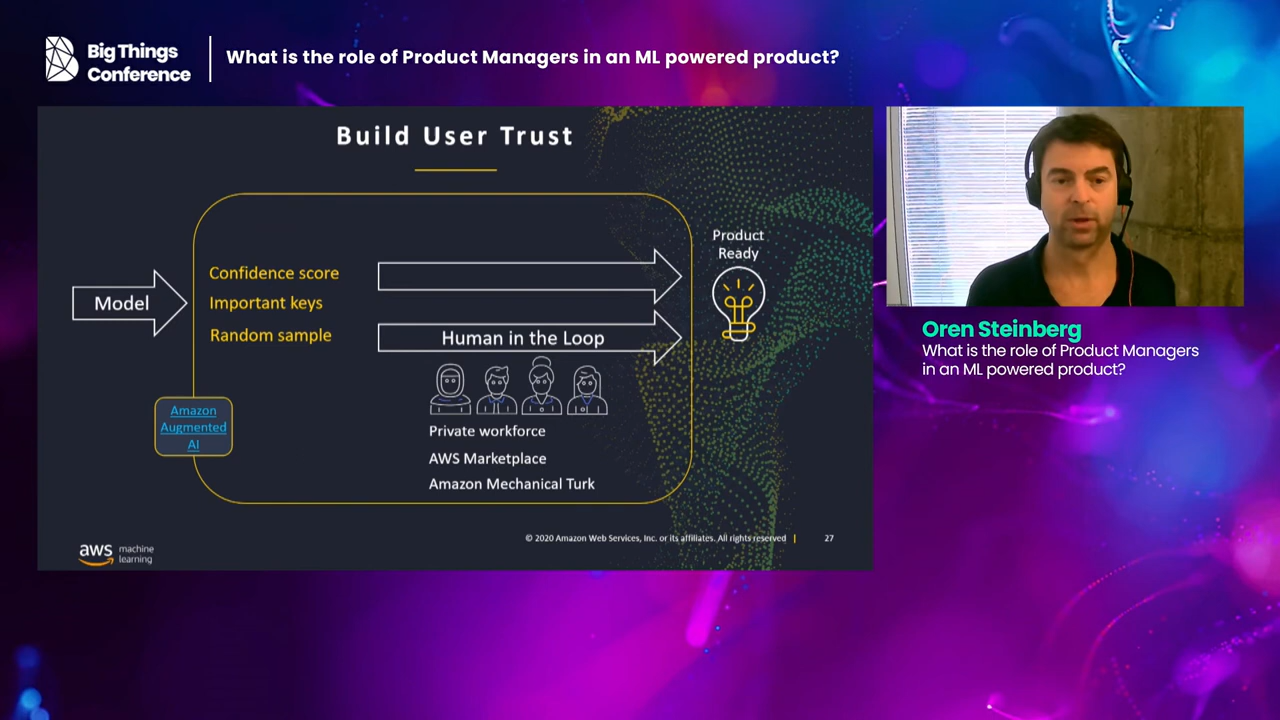 Big Things
Conference
What is the role of Product Managers in an ML powered product?
Build User Trust
Model
Confidence score
Important keys
Random sample
Human in the Loop
Product
Ready
Amazon
Augmented
AI
Private workforce
AWS Marketplace
Amazon Mechanical Turk
aws machine
learning
© 2020 Amazon Web Services, Inc. or its affiliates. All rights reserved | 27
Oren Steinberg
What is the role of Product Managers
in an ML powered product?